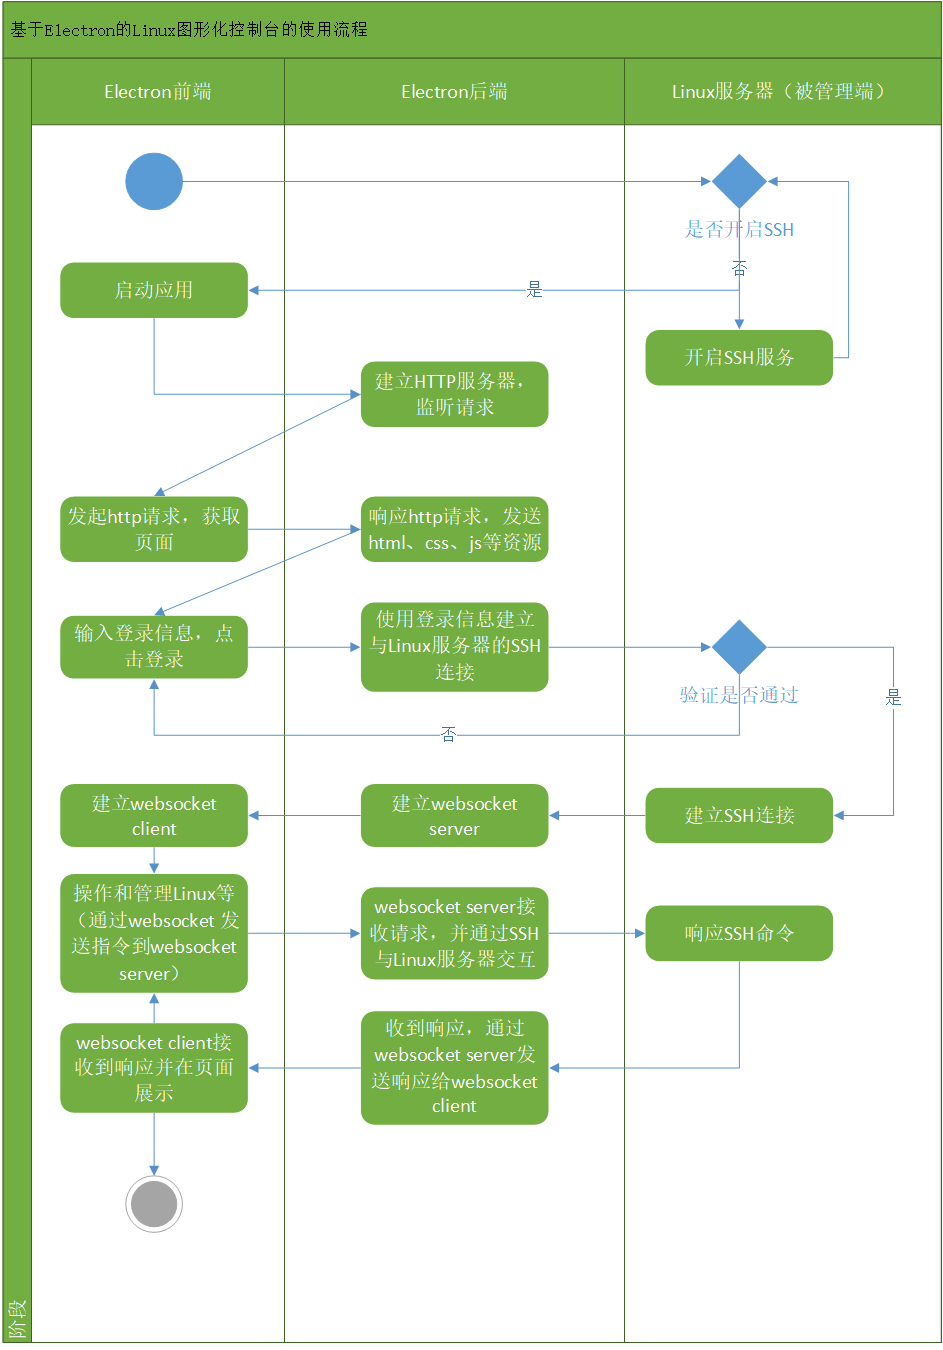 基于Electron的Linux图形化控制台的使用流程
Electron前端
Electron后端
Linux服务器（被管理端）
是否开启SSH
否
是
启动应用
开启SSH服务
建立HTTP服务器，
监听请求
发起http请求，获取
页面
响应http请求，发送
html、css、js等资源
输入登录信息，点
击登录
使用登录信息建立
与Linux服务器的SSH
连接
验证是否通过
是
否
建立websocket
client
建立websocket
server
建立SSH连接
操作和管理Linux等
（通过websocket 发
送指令到websocket
server）
websocket server接
收请求，并通过SSH
与Linux服务器交互
响应SSH命令
websocket client接
收到响应并在页面
展示
收到响应，通过
websocket server发
送响应给websocket
client
阶段